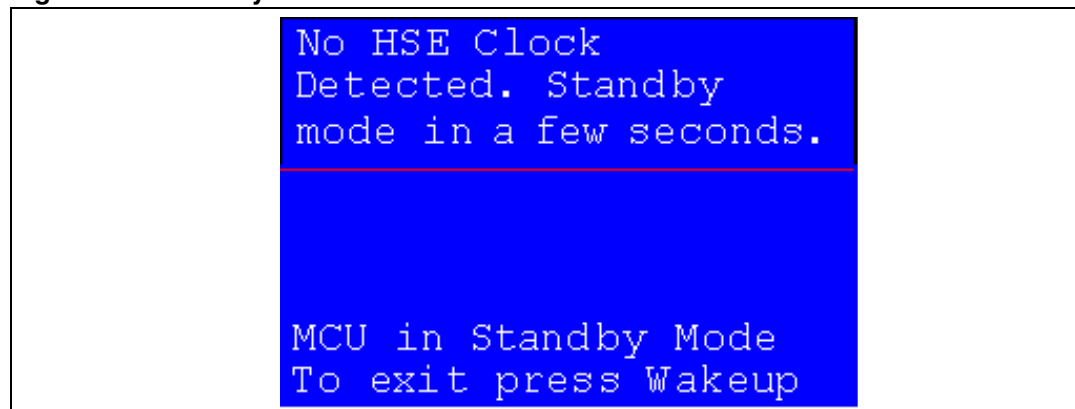 No HSE Clock
Detected. Standby
mode in a few seconds.
MCU in Standby Mode
To exit press Wakeup